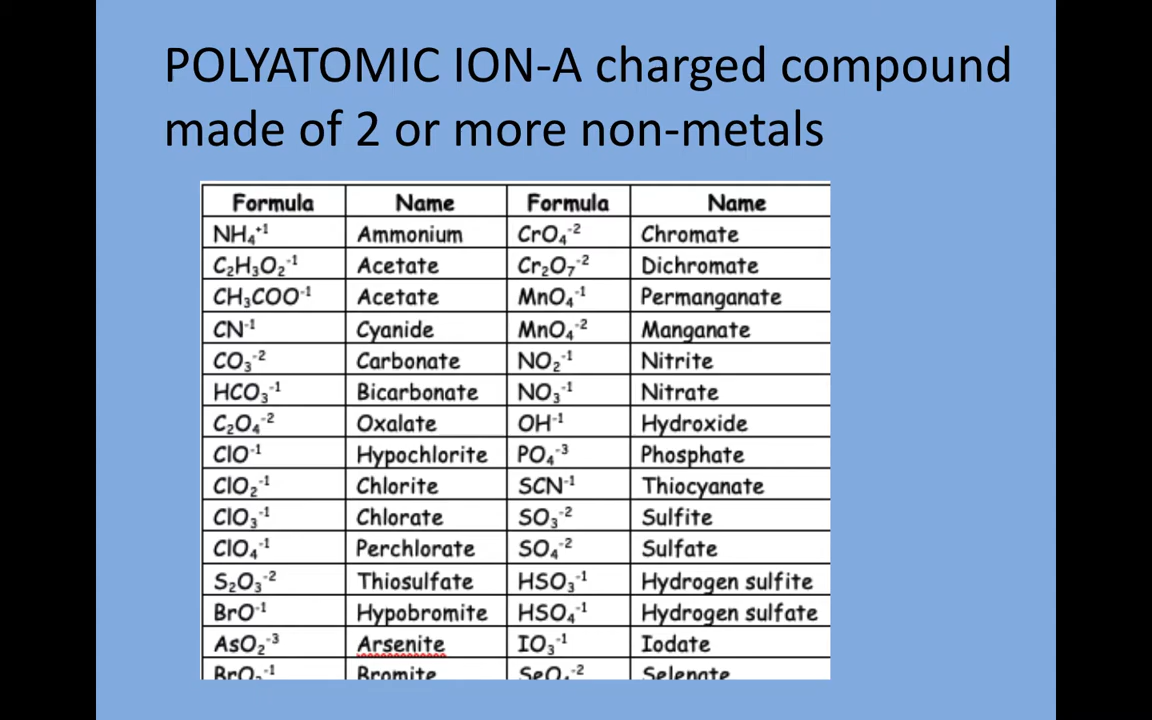 POLYATOMIC ION-A charged compound
made of 2 or more non-metals
Formula Name Formula Name
NH₄⁺¹ Ammonium CrO₄⁻² Chromate
C₂H₃O₂⁻¹ Acetate Cr₂O₇⁻² Dichromate
CH₃COO⁻¹ Acetate MnO₄⁻¹ Permanganate
CN⁻¹ Cyanide MnO₄⁻² Manganate
CO₃⁻² Carbonate NO₂⁻¹ Nitrite
HCO₃⁻¹ Bicarbonate NO₃⁻¹ Nitrate
C₂O₄⁻² Oxalate OH⁻¹ Hydroxide
ClO⁻¹ Hypochlorite PO₄⁻³ Phosphate
ClO₂⁻¹ Chlorite SCN⁻¹ Thiocyanate
ClO₃⁻¹ Chlorate SO₃⁻² Sulfite
ClO₄⁻¹ Perchlorate SO₄⁻² Sulfate
S₂O₃⁻² Thiosulfate HSO₃⁻¹ Hydrogen sulfite
BrO⁻¹ Hypobromite HSO₄⁻¹ Hydrogen sulfate
AsO₂⁻³ Arsenite IO₃⁻¹ Iodate
Bromite Selenate